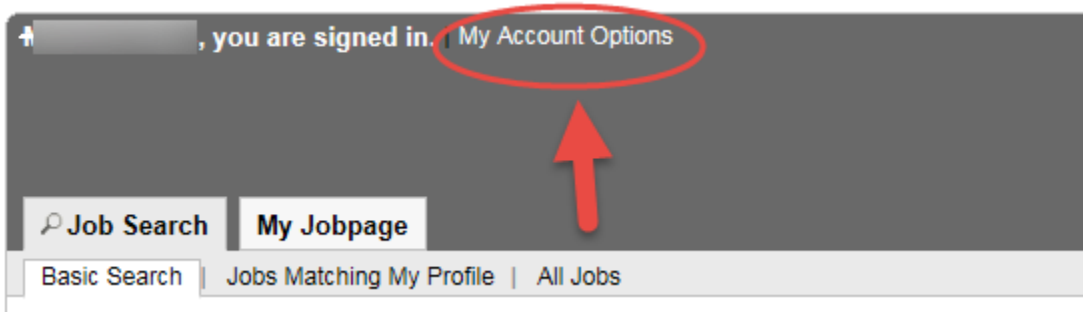 , you are signed in. | My Account Options
Job Search My Jobpage
Basic Search | Jobs Matching My Profile | All Jobs